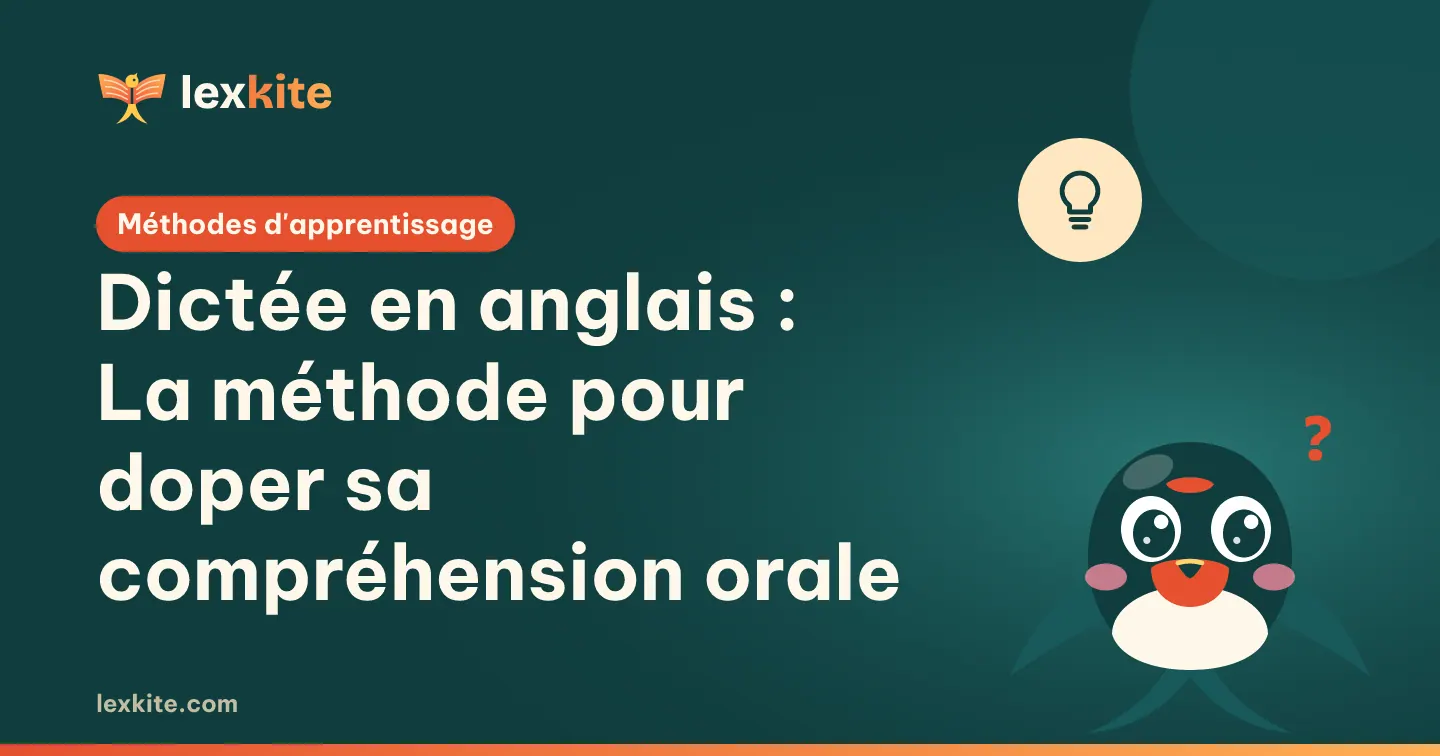 lexkite
Méthodes d'apprentissage
Dictée en anglais :
La méthode pour
doper sa
compréhension orale
?
lexkite.com